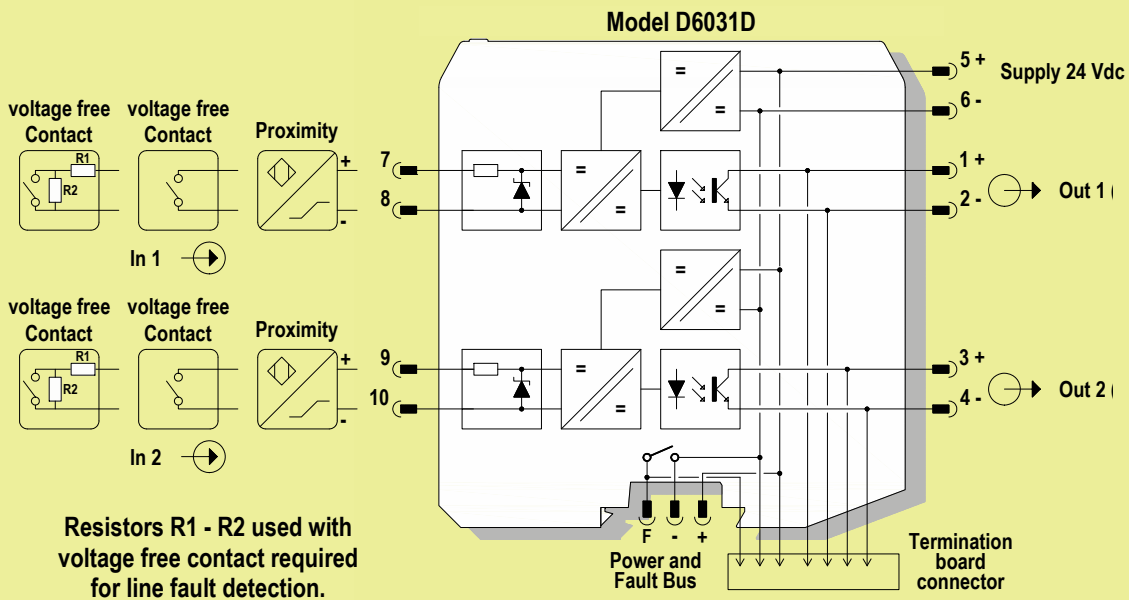 Model D6031D
5 +
Supply 24 Vdc
6 -
voltage free
Contact
voltage free
Contact
Proximity
R1
R2
+
-
7
8
=
=
=
=
1 +
2 -
Out 1 (
In 1
voltage free
Contact
voltage free
Contact
Proximity
R1
R2
+
-
9
10
=
=
=
=
3 +
4 -
Out 2 (
In 2
Resistors R1 - R2 used with
voltage free contact required
for line fault detection.
F - +
Power and
Fault Bus
Termination
board
connector